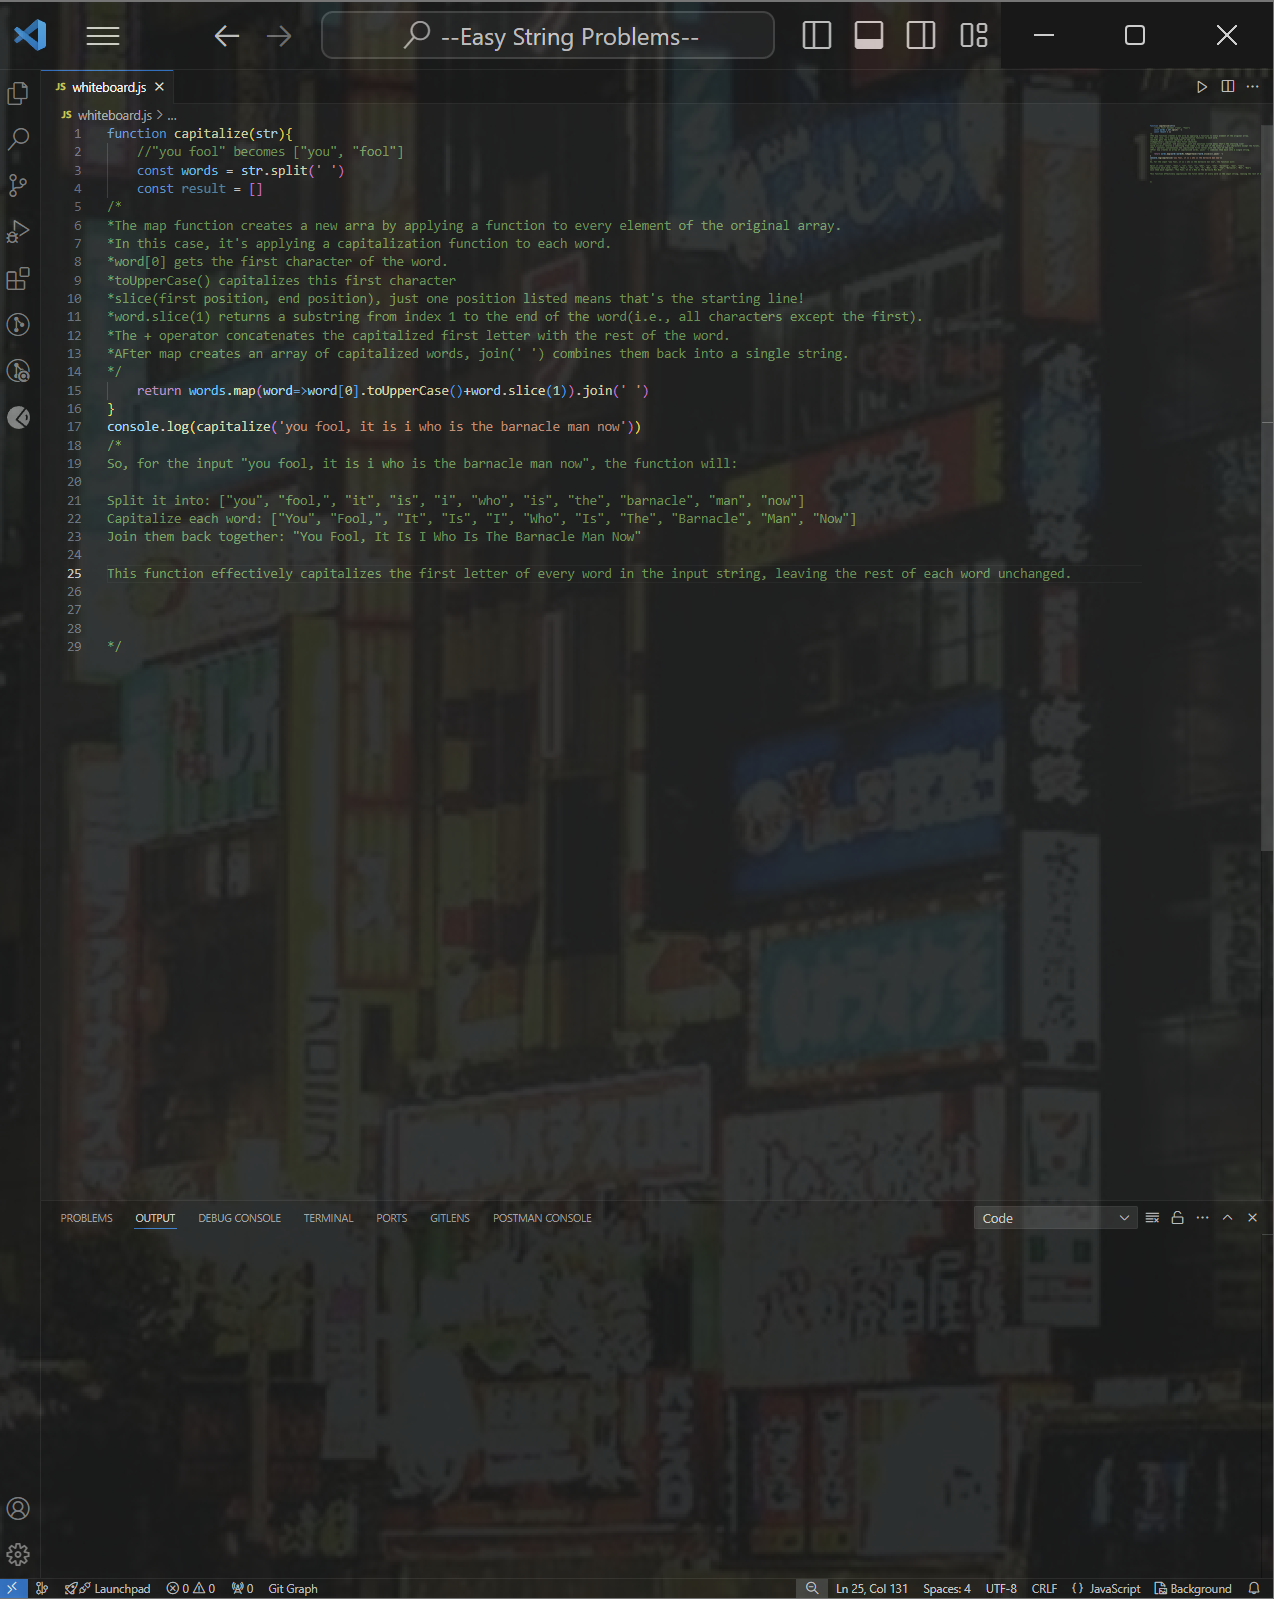 --Easy String Problems--
JS whiteboard.js
JS whiteboard.js > ...
1 function capitalize(str){
2 //"you fool" becomes ["you", "fool"]
3 const words = str.split(' ')
4 const result = []
5 /*
6 *The map function creates a new arra by applying a function to every element of the original array.
7 *In this case, it's applying a capitalization function to each word.
8 *word[0] gets the first character of the word.
9 *toUpperCase() capitalizes this first character
10 *slice(first position, end position), just one position listed means that's the starting line!
11 *word.slice(1) returns a substring from index 1 to the end of the word(i.e., all characters except the first).
12 *The + operator concatenates the capitalized first letter with the rest of the word.
13 *AFter map creates an array of capitalized words, join(' ') combines them back into a single string.
14 */
15 return words.map(word=>word[0].toUpperCase()+word.slice(1)).join(' ')
16 }
17 console.log(capitalize('you fool, it is i who is the barnacle man now'))
18 /*
19 So, for the input "you fool, it is i who is the barnacle man now", the function will:
20
21 Split it into: ["you", "fool,", "it", "is", "i", "who", "is", "the", "barnacle", "man", "now"]
22 Capitalize each word: ["You", "Fool,", "It", "Is", "I", "Who", "Is", "The", "Barnacle", "Man", "Now"]
23 Join them back together: "You Fool, It Is I Who Is The Barnacle Man Now"
24
25 This function effectively capitalizes the first letter of every word in the input string, leaving the rest of each word unchanged.
26
27
28
29 */
プロミス
PROBLEMS OUTPUT DEBUG CONSOLE TERMINAL PORTS GITLENS POSTMAN CONSOLE Code
Launchpad 0 0 0 Git Graph Ln 25, Col 131 Spaces: 4 UTF-8 CRLF {} JavaScript Background